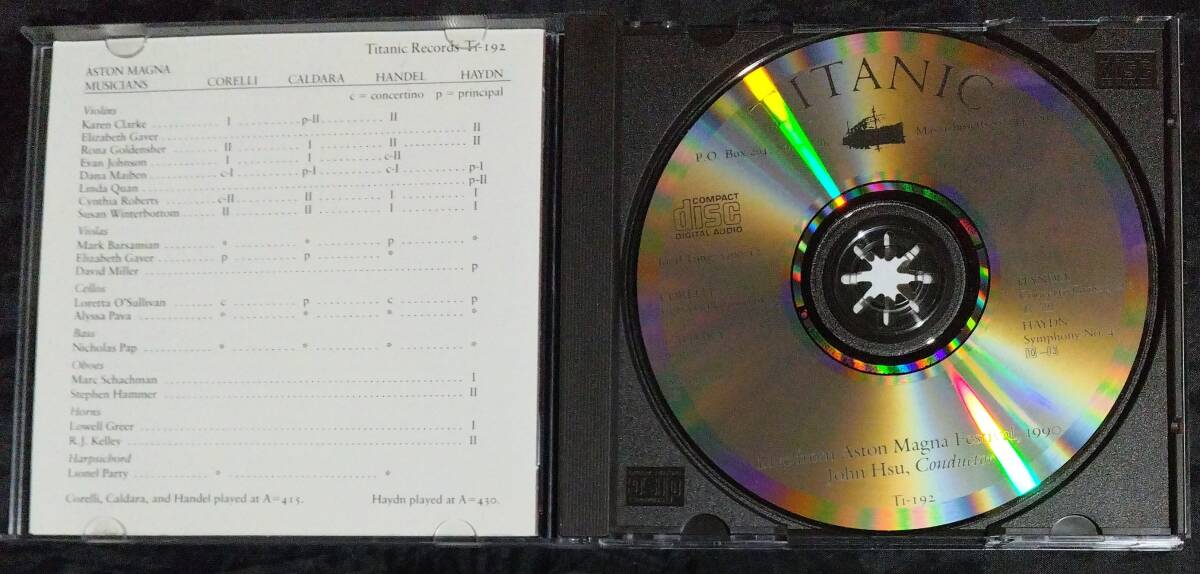 Titanic Records Ti-192
ASTON MAGNA
MUSICIANS CORELLI CALDARA HANDEL HAYDN
c = concertino p = principal
Violins
Karen Clarke I p-II II
Elizabeth Gaver II
Rona Goldensher II I II II
Evan Johnson I I c-II
Dana Maiben c-I p-I c-I p-I
Linda Quan p-II
Cynthia Roberts c-II II I I
Susan Winterbottom II II I I
Violas
Mark Barsamian * * p *
Elizabeth Gaver p p *
David Miller p
Cellos
Loretta O'Sullivan c p c p
Alyssa Pava * * * *
Bass
Nicholas Pap * * * *
Oboes
Marc Schachman I
Stephen Hammer II
Horns
Lowell Greer I
R.J. Kelley II
Harpsichord
Lionel Party * *
Corelli, Caldara, and Handel played at A=415. Haydn played at A=430.
TITANIC
P.O. Box
COMPACT
disc
DIGITAL AUDIO
CORELLI
HANDEL
HAYDN
Symphony No.
Live from Aston Magna Festival, 1990
John Hsu, Conductor
Ti-192